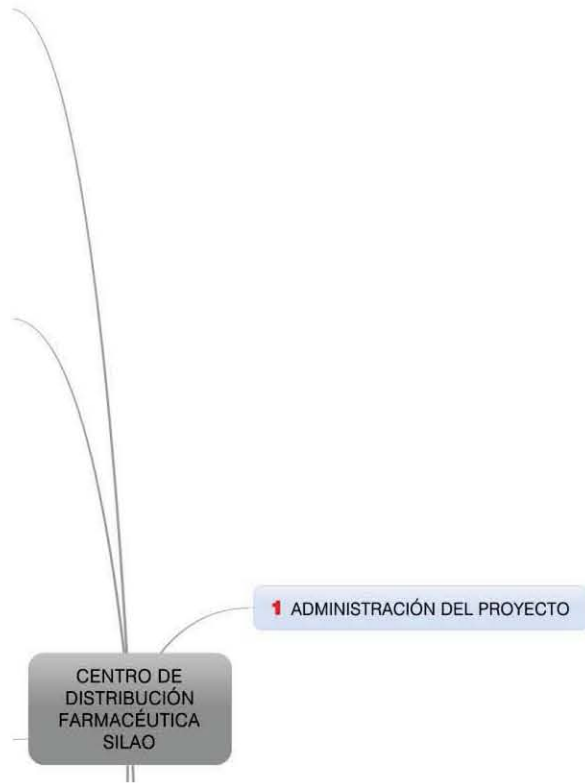 1 ADMINISTRACIÓN DEL PROYECTO
CENTRO DE
DISTRIBUCIÓN
FARMACÉUTICA
SILAO